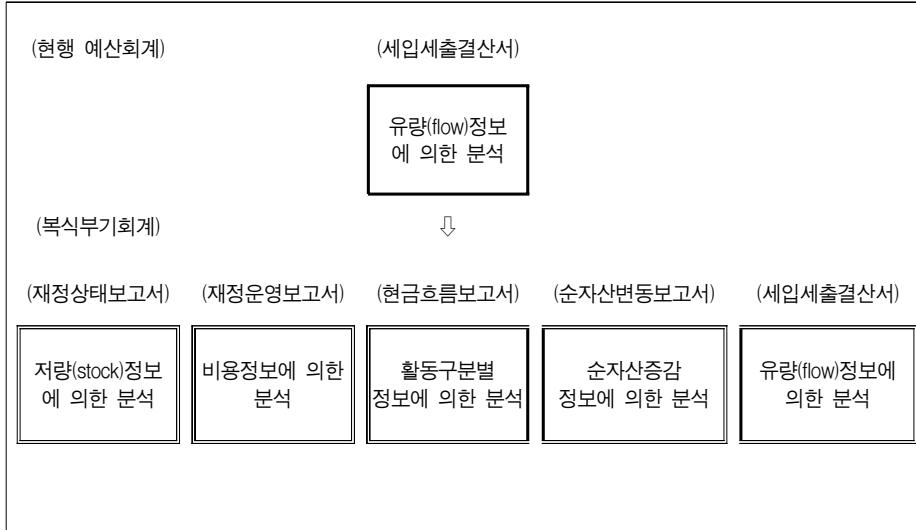 (현행 예산회계)
(세입세출결산서)
유량(flow)정보
에 의한 분석
(복식부기회계)
⇩
(재정상태보고서)
(재정운영보고서)
(현금흐름보고서)
(순자산변동보고서)
(세입세출결산서)
저량(stock)정보
에 의한 분석
비용정보에 의한
분석
활동구분별
정보에 의한 분석
순자산증감
정보에 의한 분석
유량(flow)정보에
의한 분석